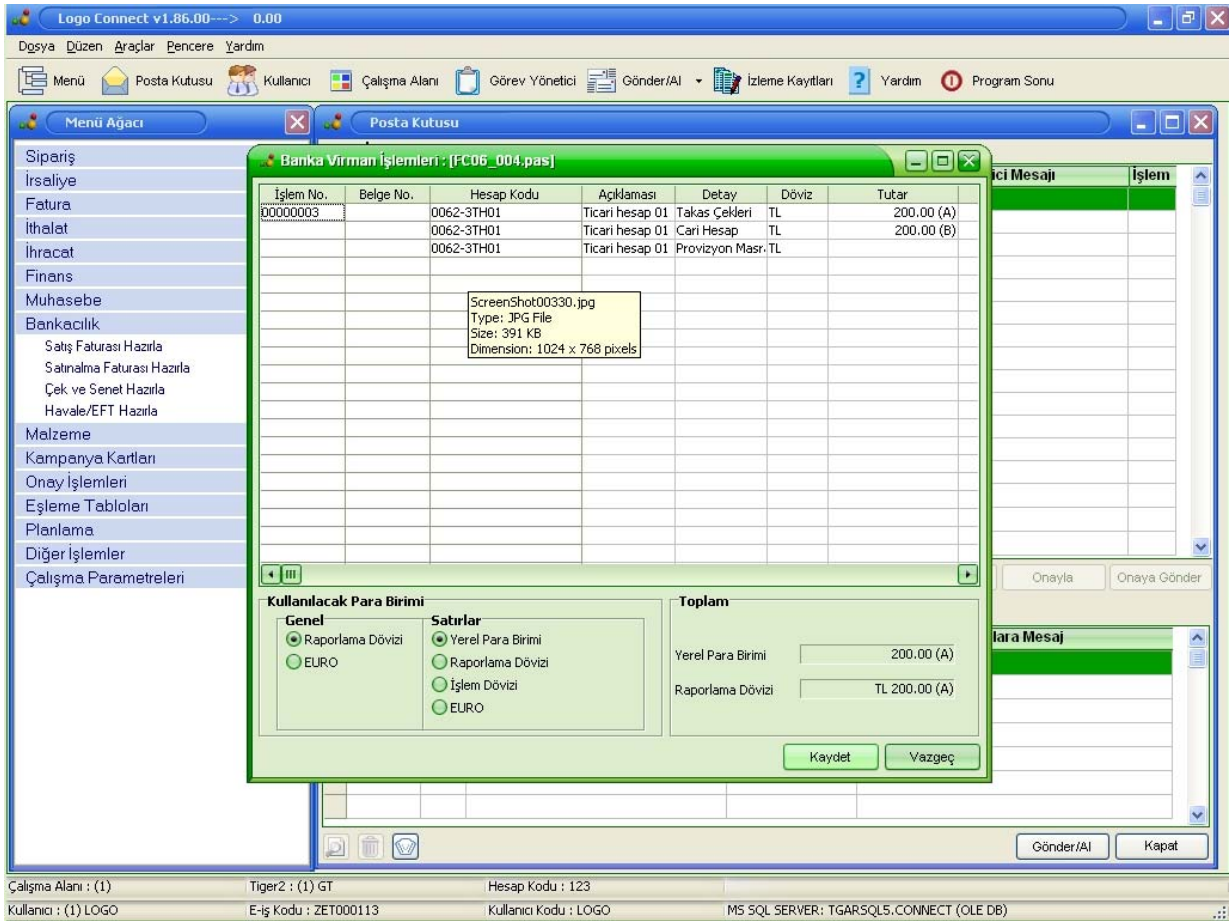 Logo Connect v1.86.00---> 0.00
Dosya Düzen Araçlar Pencere Yardım
Menü Posta Kutusu Kullanıcı Çalışma Alanı Görev Yönetici Gönder/Al İzleme Kayıtları ? Yardım Program Sonu
Menü Ağacı
Sipariş
İrsaliye
Fatura
İthalat
İhracat
Finans
Muhasebe
Bankacılık
Satış Faturası Hazırla
Satınalma Faturası Hazırla
Çek ve Senet Hazırla
Havale/EFT Hazırla
Malzeme
Kampanya Kartları
Onay İşlemleri
Eşleme Tabloları
Planlama
Diğer İşlemler
Çalışma Parametreleri
Posta Kutusu
ici Mesajı İşlem
Banka Virman İşlemleri : [FC06_004.pas]
İşlem No. Belge No. Hesap Kodu Açıklaması Detay Döviz Tutar
00000003 0062-3TH01 Ticari hesap 01 Takas Çekleri TL 200.00 (A)
0062-3TH01 Ticari hesap 01 Cari Hesap TL 200.00 (B)
0062-3TH01 Ticari hesap 01 Provizyon Masr. TL
ScreenShot00330.jpg
Type: JPG File
Size: 391 KB
Dimension: 1024 x 768 pixels
Kullanılacak Para Birimi
Genel
Raporlama Dövizi
EURO
Satırlar
Yerel Para Birimi
Raporlama Dövizi
İşlem Dövizi
EURO
Toplam
Yerel Para Birimi 200.00 (A)
Raporlama Dövizi TL 200.00 (A)
Kaydet Vazgeç
Onayla Onaya Gönder
lara Mesaj
Gönder/Al Kapat
Çalışma Alanı : (1) Tiger2 : (1) GT Hesap Kodu : 123
Kullanıcı : (1) LOGO E-iş Kodu : ZET000113 Kullanıcı Kodu : LOGO MS SQL SERVER: TGARSQL5.CONNECT (OLE DB)